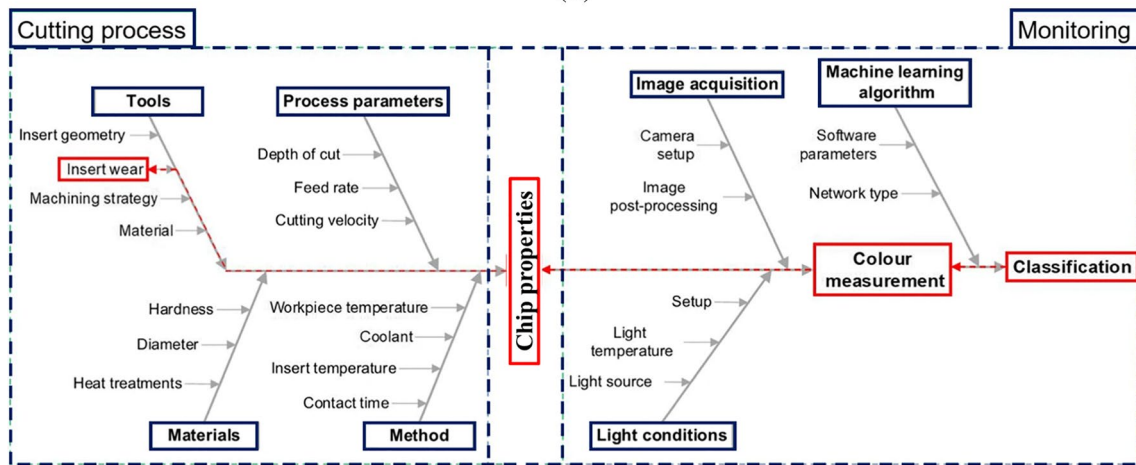 Cutting process
Monitoring
Tools
Process parameters
Image acquisition
Machine learning
algorithm
Insert geometry
Insert wear
Machining strategy
Material
Depth of cut
Feed rate
Cutting velocity
Camera
setup
Image
post-processing
Software
parameters
Network type
Chip properties
Colour
measurement
Classification
Hardness
Diameter
Heat treatments
Workpiece temperature
Coolant
Insert temperature
Contact time
Setup
Light
temperature
Light source
Materials
Method
Light conditions